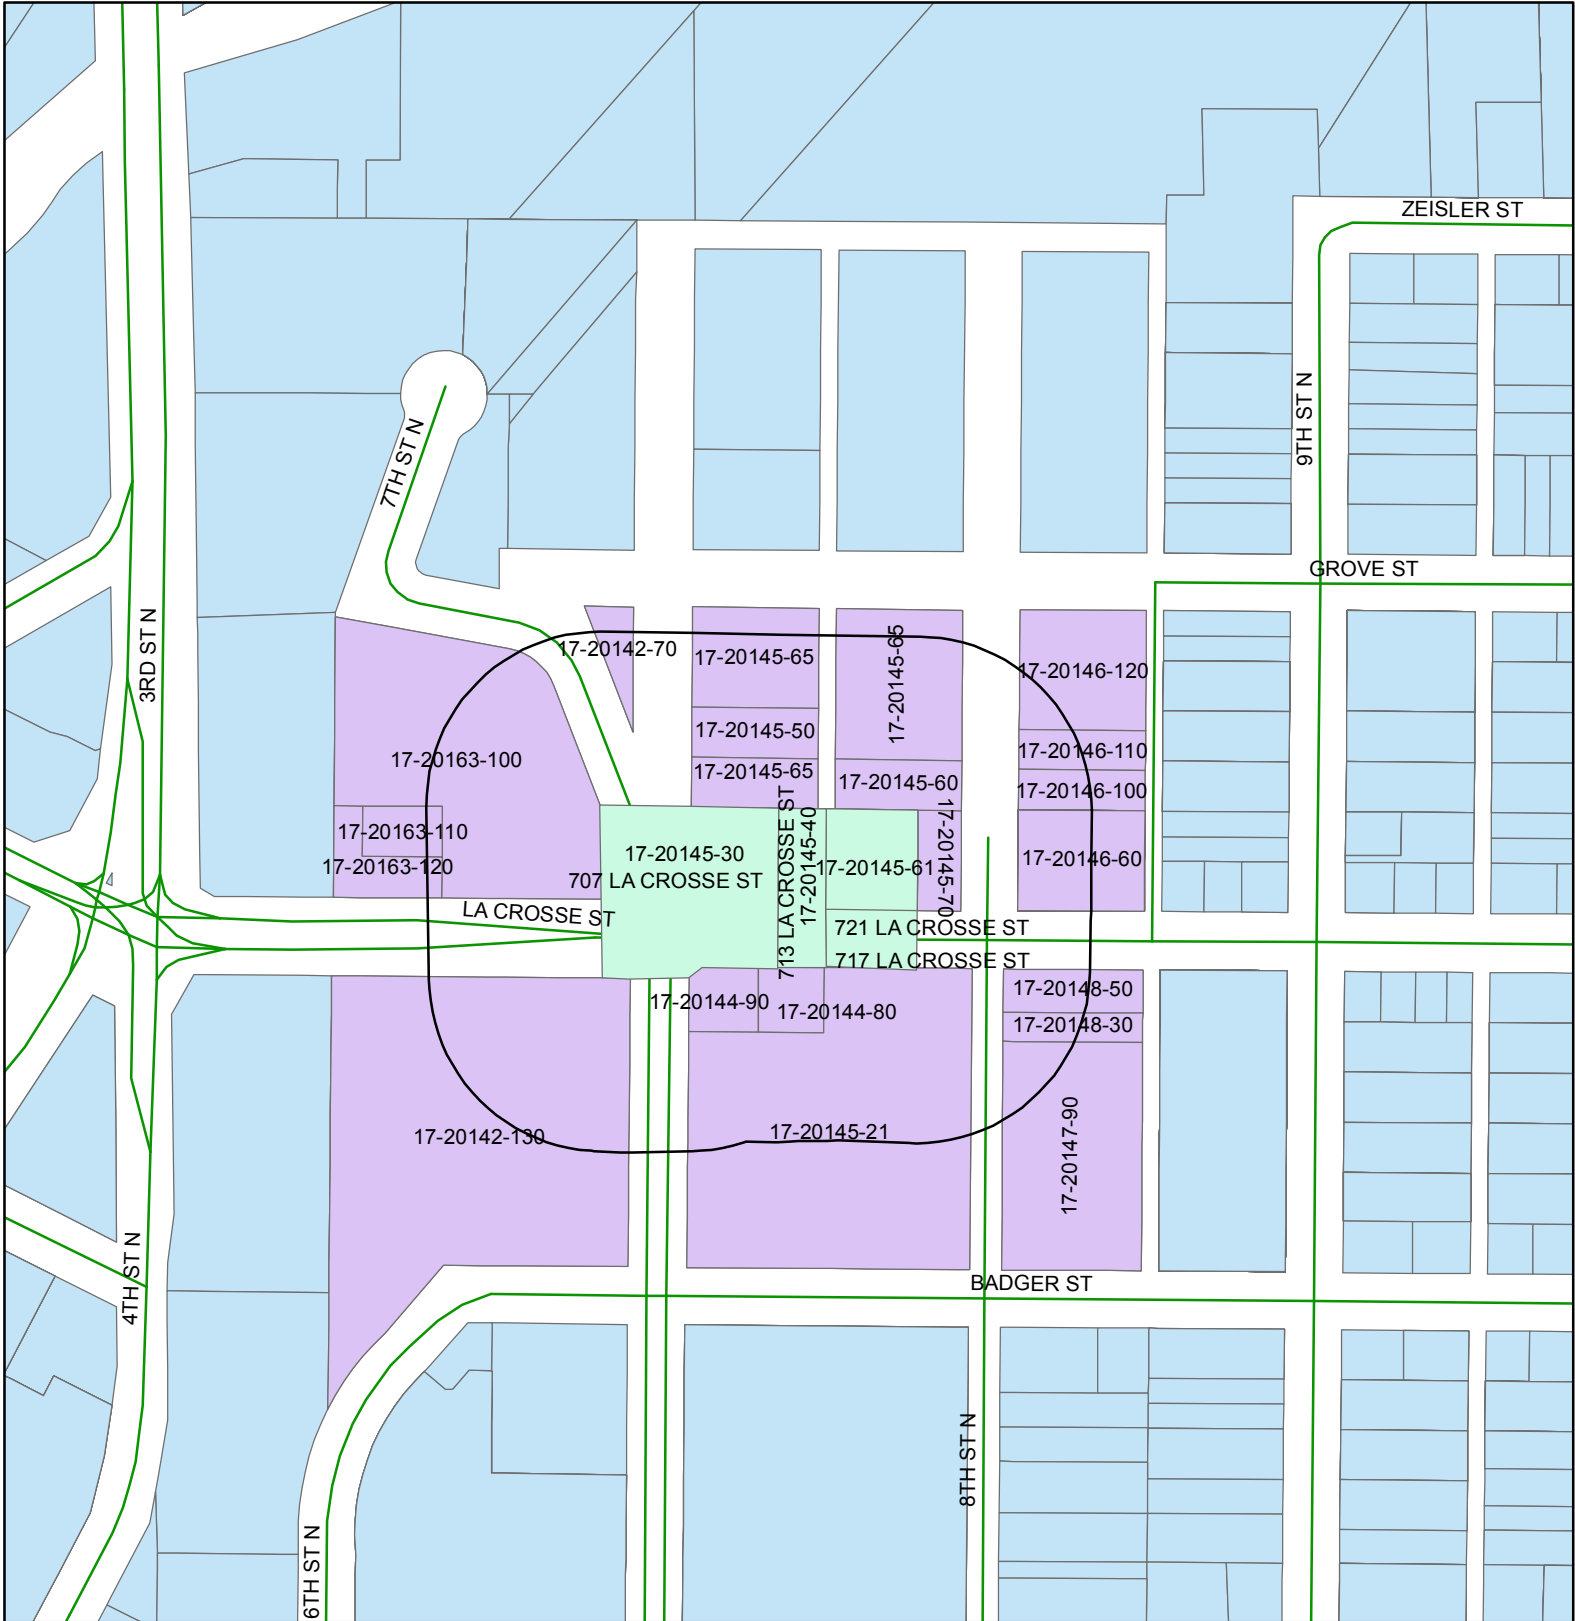 ZEISLER ST
9TH ST N
7TH ST N
GROVE ST
3RD ST N
17-20142-70
17-20145-65
17-20145-65
17-20146-120
17-20145-50
17-20146-110
17-20163-100
17-20145-65
17-20145-60
17-20146-100
17-20163-110
17-20163-120
17-20145-30
707 LA CROSSE ST
713 LA CROSSE ST
17-20145-40
17-20145-61
17-20145-70
17-20146-60
LA CROSSE ST
721 LA CROSSE ST
717 LA CROSSE ST
17-20144-90
17-20144-80
17-20148-50
17-20148-30
17-20142-130
17-20145-21
17-20147-90
4TH ST N
BADGER ST
8TH ST N
6TH ST N